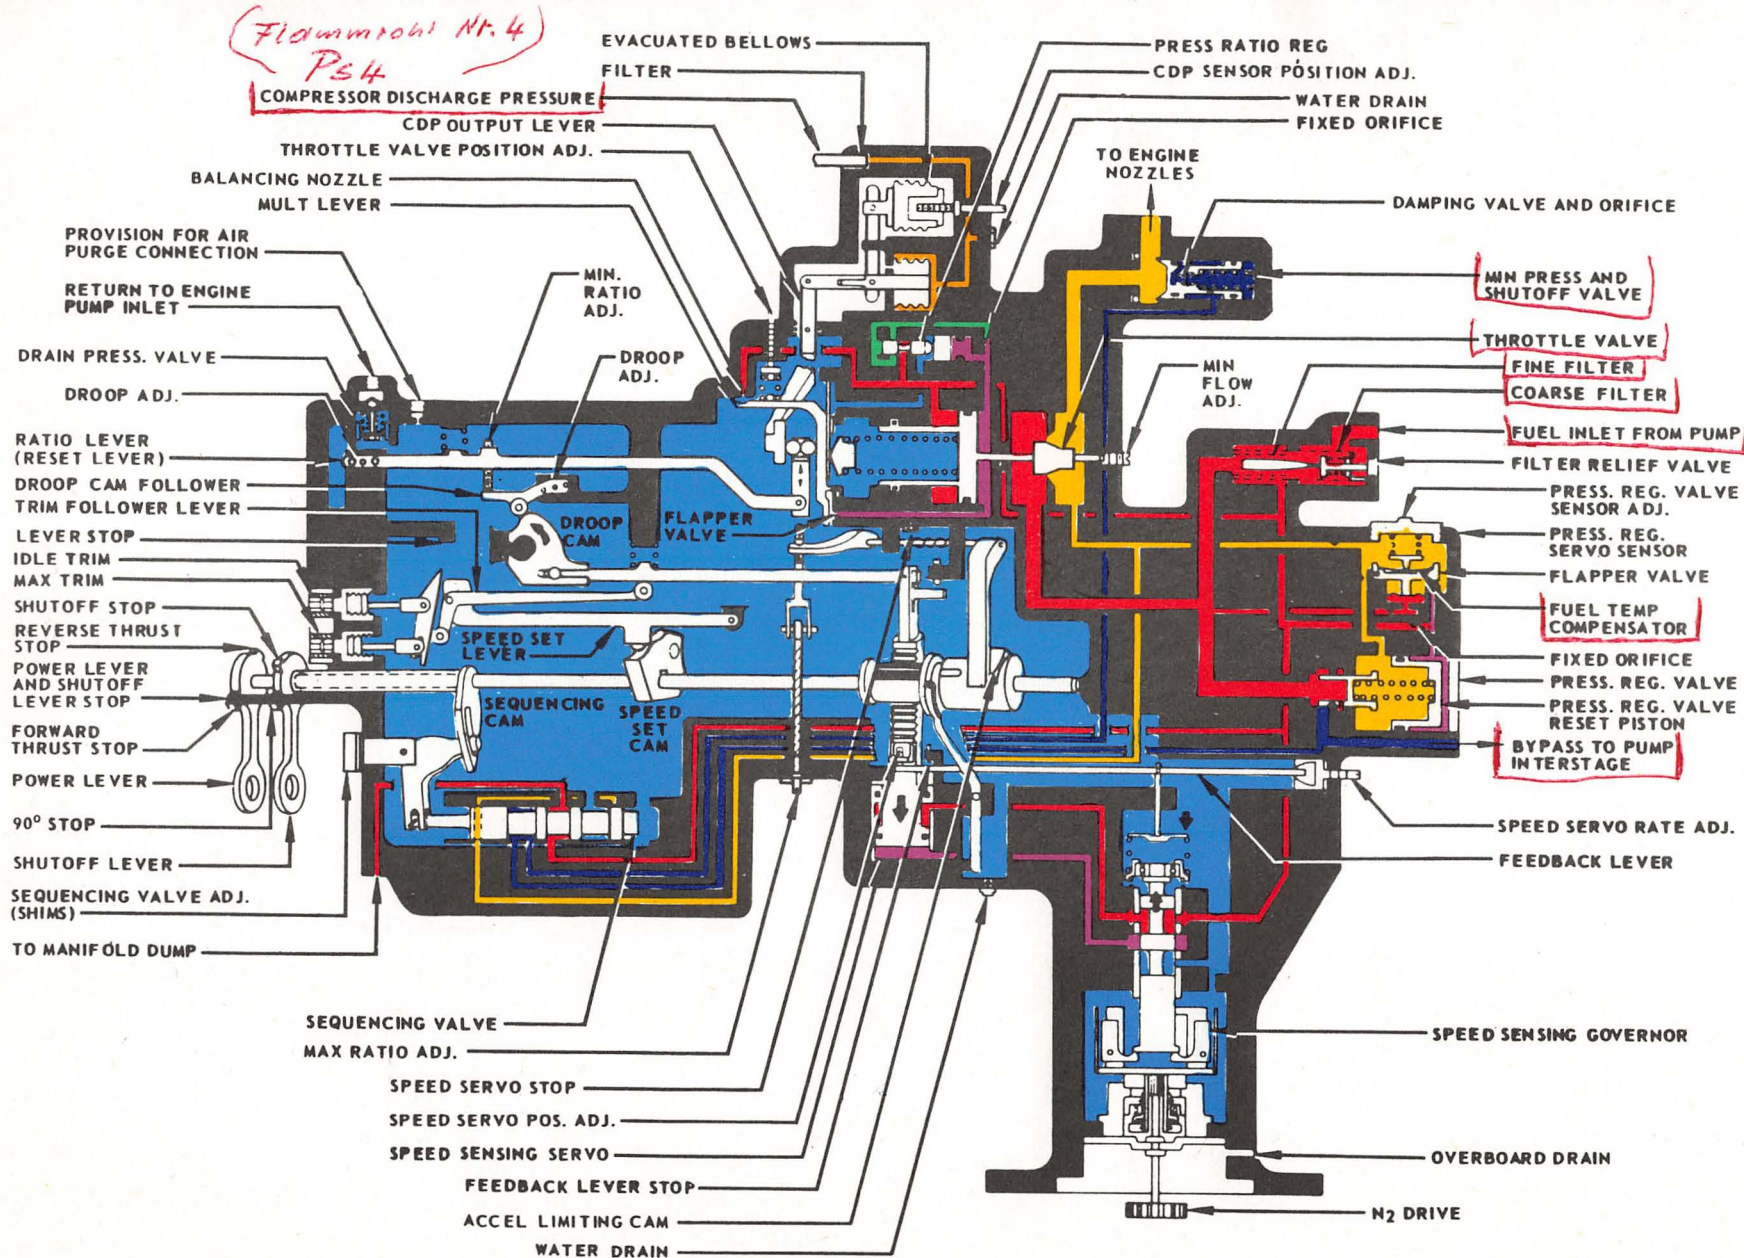 (Flammrohr Nr. 4)
Ps4
EVACUATED BELLOWS
FILTER
COMPRESSOR DISCHARGE PRESSURE
CDP OUTPUT LEVER
THROTTLE VALVE POSITION ADJ.
BALANCING NOZZLE
MULT LEVER
PROVISION FOR AIR
PURGE CONNECTION
RETURN TO ENGINE
PUMP INLET
DRAIN PRESS. VALVE
DROOP ADJ.
RATIO LEVER
(RESET LEVER)
DROOP CAM FOLLOWER
TRIM FOLLOWER LEVER
LEVER STOP
IDLE TRIM
MAX TRIM
SHUTOFF STOP
REVERSE THRUST
STOP
POWER LEVER
AND SHUTOFF
LEVER STOP
FORWARD
THRUST STOP
POWER LEVER
90° STOP
SHUTOFF LEVER
SEQUENCING VALVE ADJ.
(SHIMS)
TO MANIFOLD DUMP
MIN.
RATIO
ADJ.
DROOP
ADJ.
DROOP
CAM
FLAPPER
VALVE
SPEED SET
LEVER
SEQUENCING
CAM
SPEED
SET
CAM
TO ENGINE
NOZZLES
MIN
FLOW
ADJ.
PRESS RATIO REG
CDP SENSOR POSITION ADJ.
WATER DRAIN
FIXED ORIFICE
DAMPING VALVE AND ORIFICE
MIN PRESS AND
SHUTOFF VALVE
THROTTLE VALVE
FINE FILTER
COARSE FILTER
FUEL INLET FROM PUMP
FILTER RELIEF VALVE
PRESS. REG. VALVE
SENSOR ADJ.
PRESS. REG.
SERVO SENSOR
FLAPPER VALVE
FUEL TEMP
COMPENSATOR
FIXED ORIFICE
PRESS. REG. VALVE
PRESS. REG. VALVE
RESET PISTON
BYPASS TO PUMP
INTERSTAGE
SPEED SERVO RATE ADJ.
FEEDBACK LEVER
SPEED SENSING GOVERNOR
OVERBOARD DRAIN
N2 DRIVE
SEQUENCING VALVE
MAX RATIO ADJ.
SPEED SERVO STOP
SPEED SERVO POS. ADJ.
SPEED SENSING SERVO
FEEDBACK LEVER STOP
ACCEL LIMITING CAM
WATER DRAIN